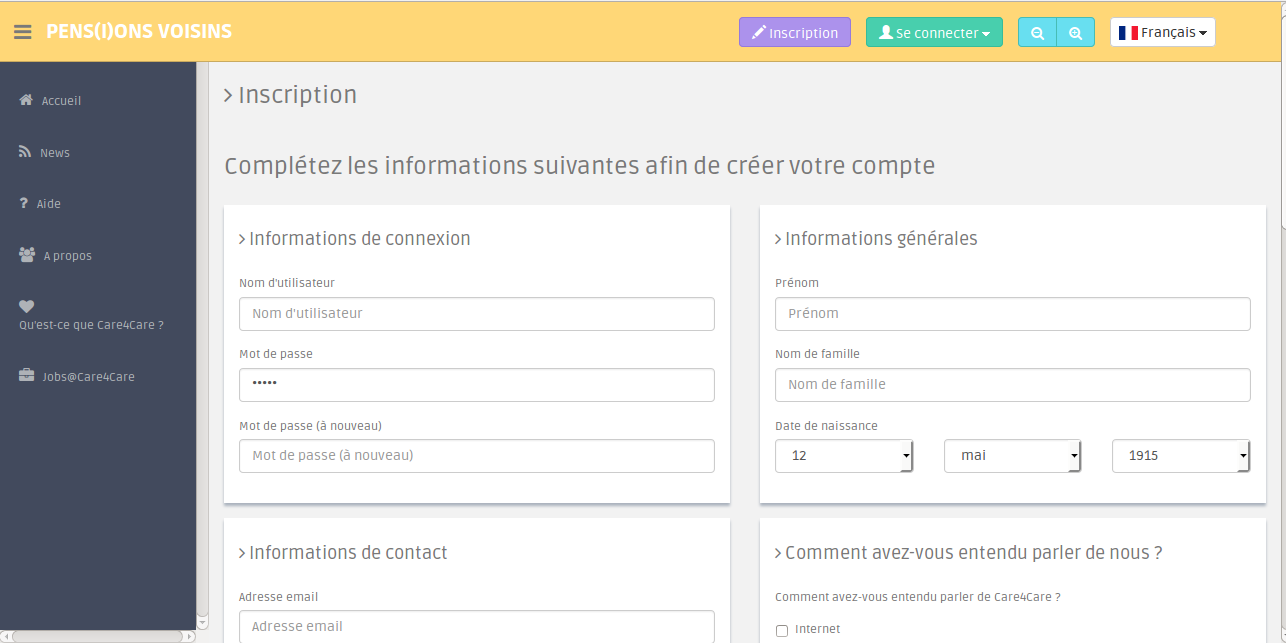 PENS(I)ONS VOISINS
Inscription
Se connecter
Français
Accueil
News
Aide
A propos
Qu'est-ce que Care4Care ?
Jobs@Care4Care
Inscription
Complétez les informations suivantes afin de créer votre compte
Informations de connexion
Nom d'utilisateur
Nom d'utilisateur
Mot de passe
•••••
Mot de passe (à nouveau)
Mot de passe (à nouveau)
Informations générales
Prénom
Prénom
Nom de famille
Nom de famille
Date de naissance
12 mai 1915
Informations de contact
Adresse email
Adresse email
Comment avez-vous entendu parler de nous ?
Comment avez-vous entendu parler de Care4Care ?
Internet